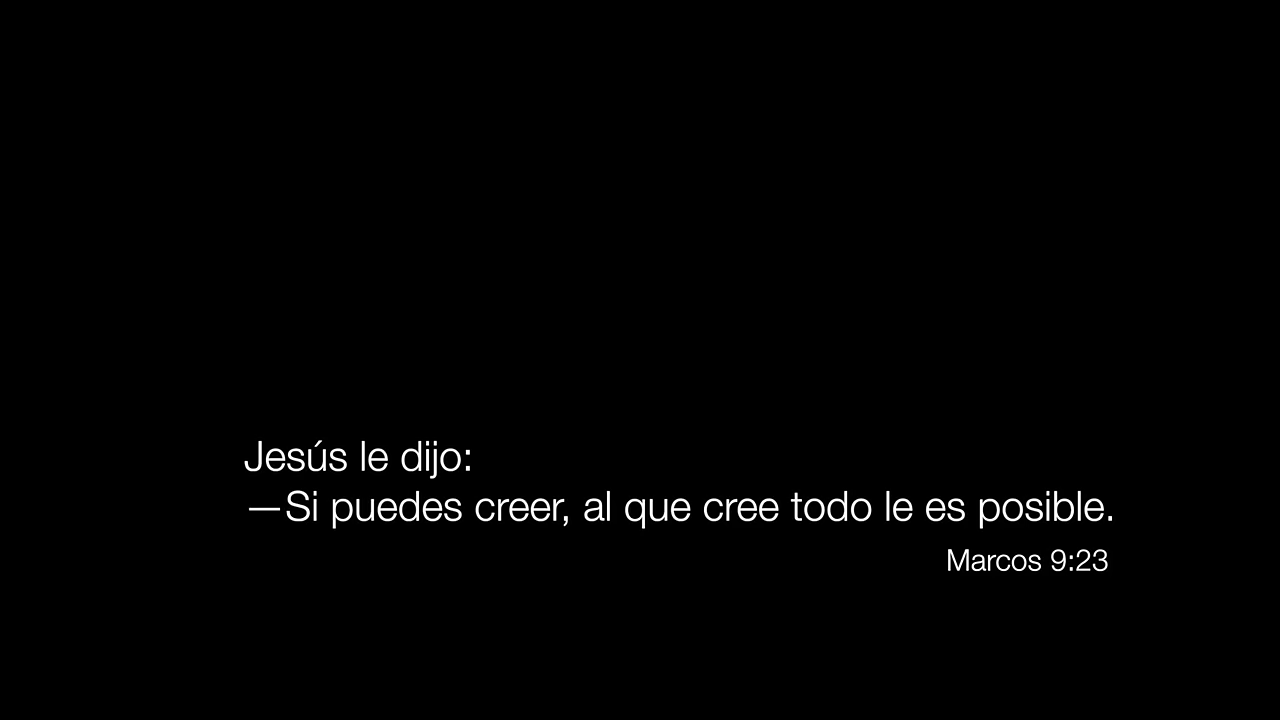 Jesús le dijo:
—Si puedes creer, al que cree todo le es posible.
Marcos 9:23